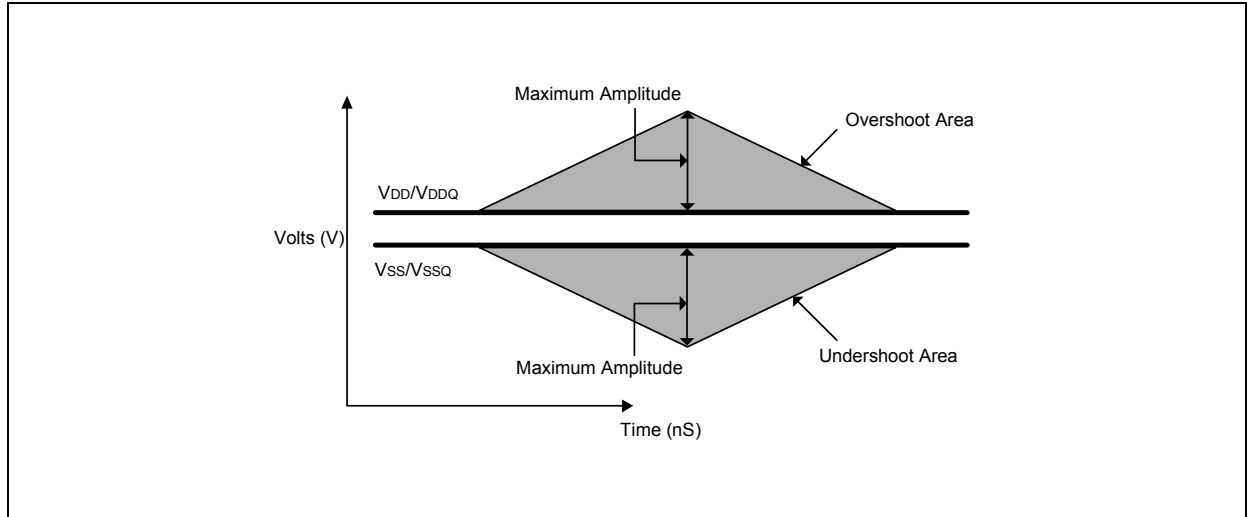 Maximum Amplitude
Overshoot Area
VDD/VDDQ
Volts (V)
VSS/VSSQ
Maximum Amplitude
Undershoot Area
Time (nS)